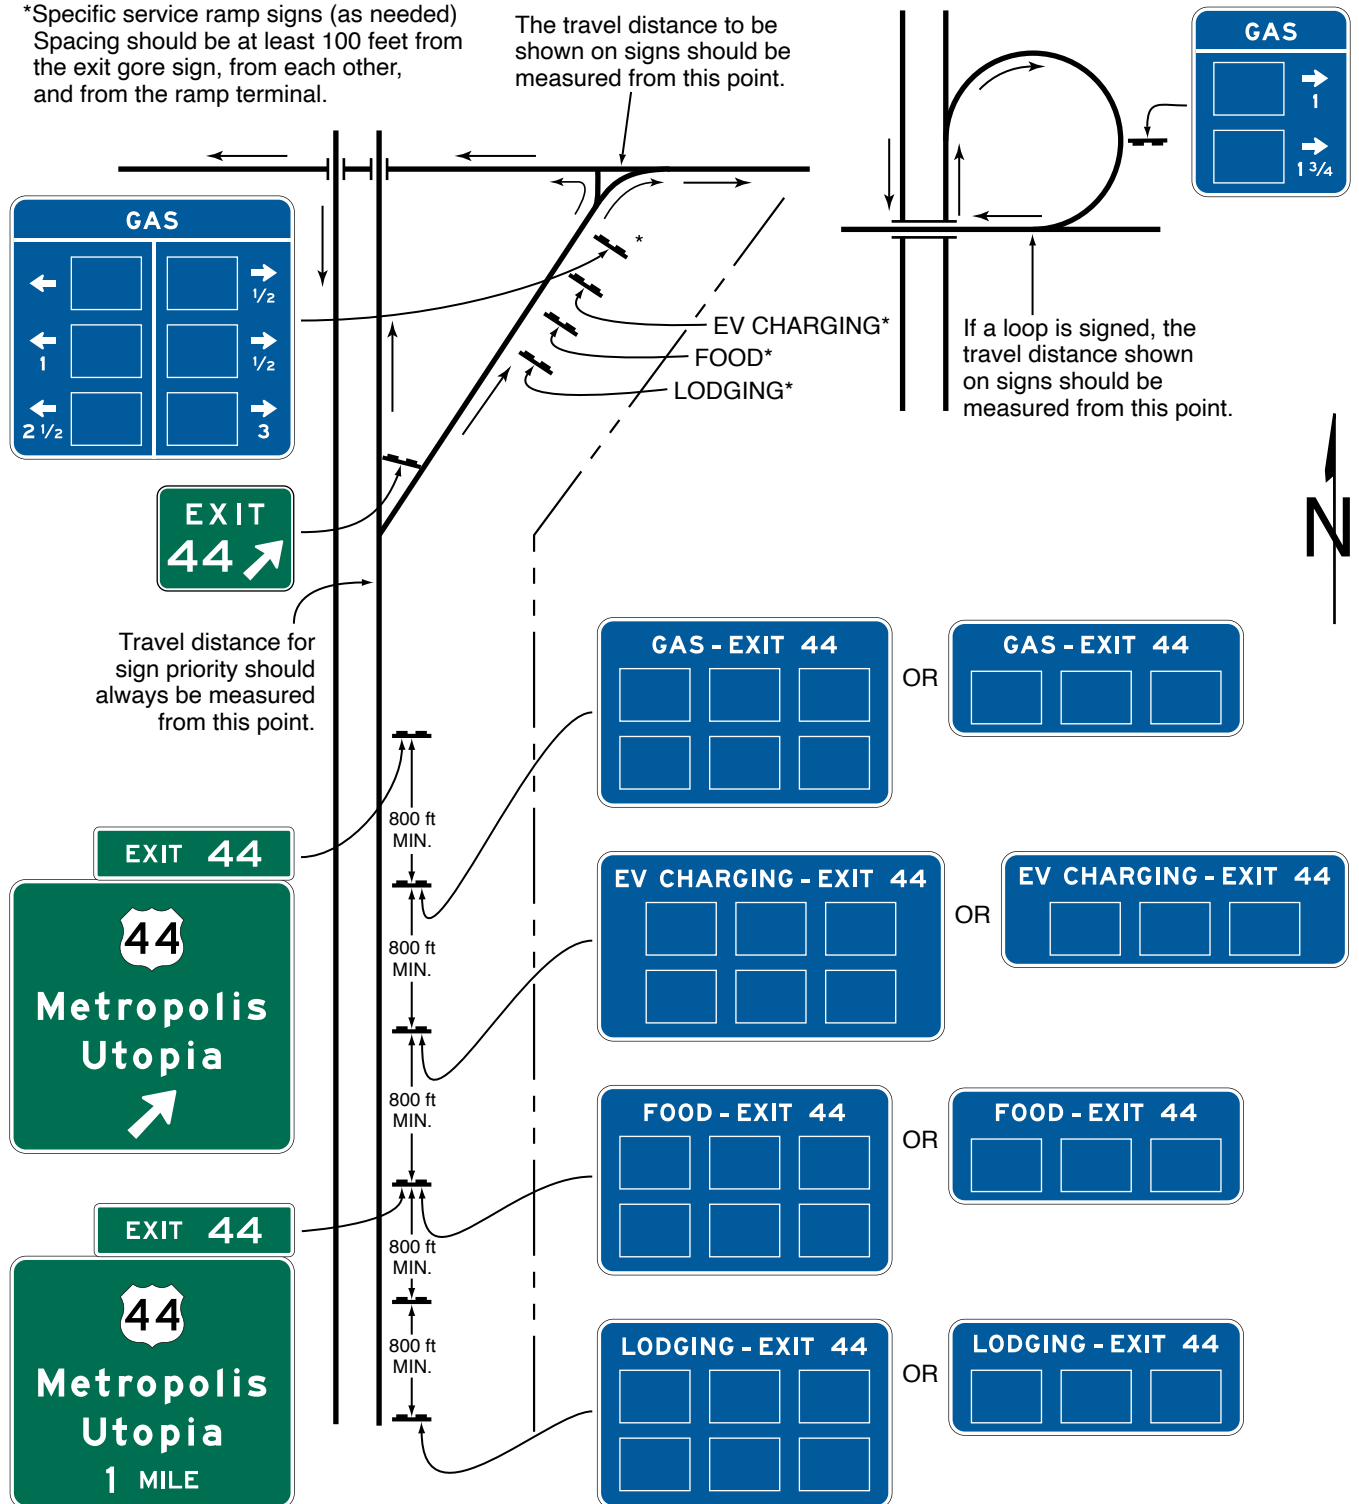 *Specific service ramp signs (as needed)
Spacing should be at least 100 feet from
the exit gore sign, from each other,
and from the ramp terminal.
The travel distance to be
shown on signs should be
measured from this point.
GAS
1
1 3/4
GAS
1/2
1
1/2
2 1/2
3
*
EV CHARGING*
FOOD*
LODGING*
If a loop is signed, the
travel distance shown
on signs should be
measured from this point.
N
EXIT
44
Travel distance for
sign priority should
always be measured
from this point.
GAS - EXIT 44
OR
GAS - EXIT 44
800 ft
MIN.
EXIT 44
44
Metropolis
Utopia
EV CHARGING - EXIT 44
OR
EV CHARGING - EXIT 44
800 ft
MIN.
800 ft
MIN.
FOOD - EXIT 44
OR
FOOD - EXIT 44
EXIT 44
44
Metropolis
Utopia
1 MILE
800 ft
MIN.
800 ft
MIN.
LODGING - EXIT 44
OR
LODGING - EXIT 44